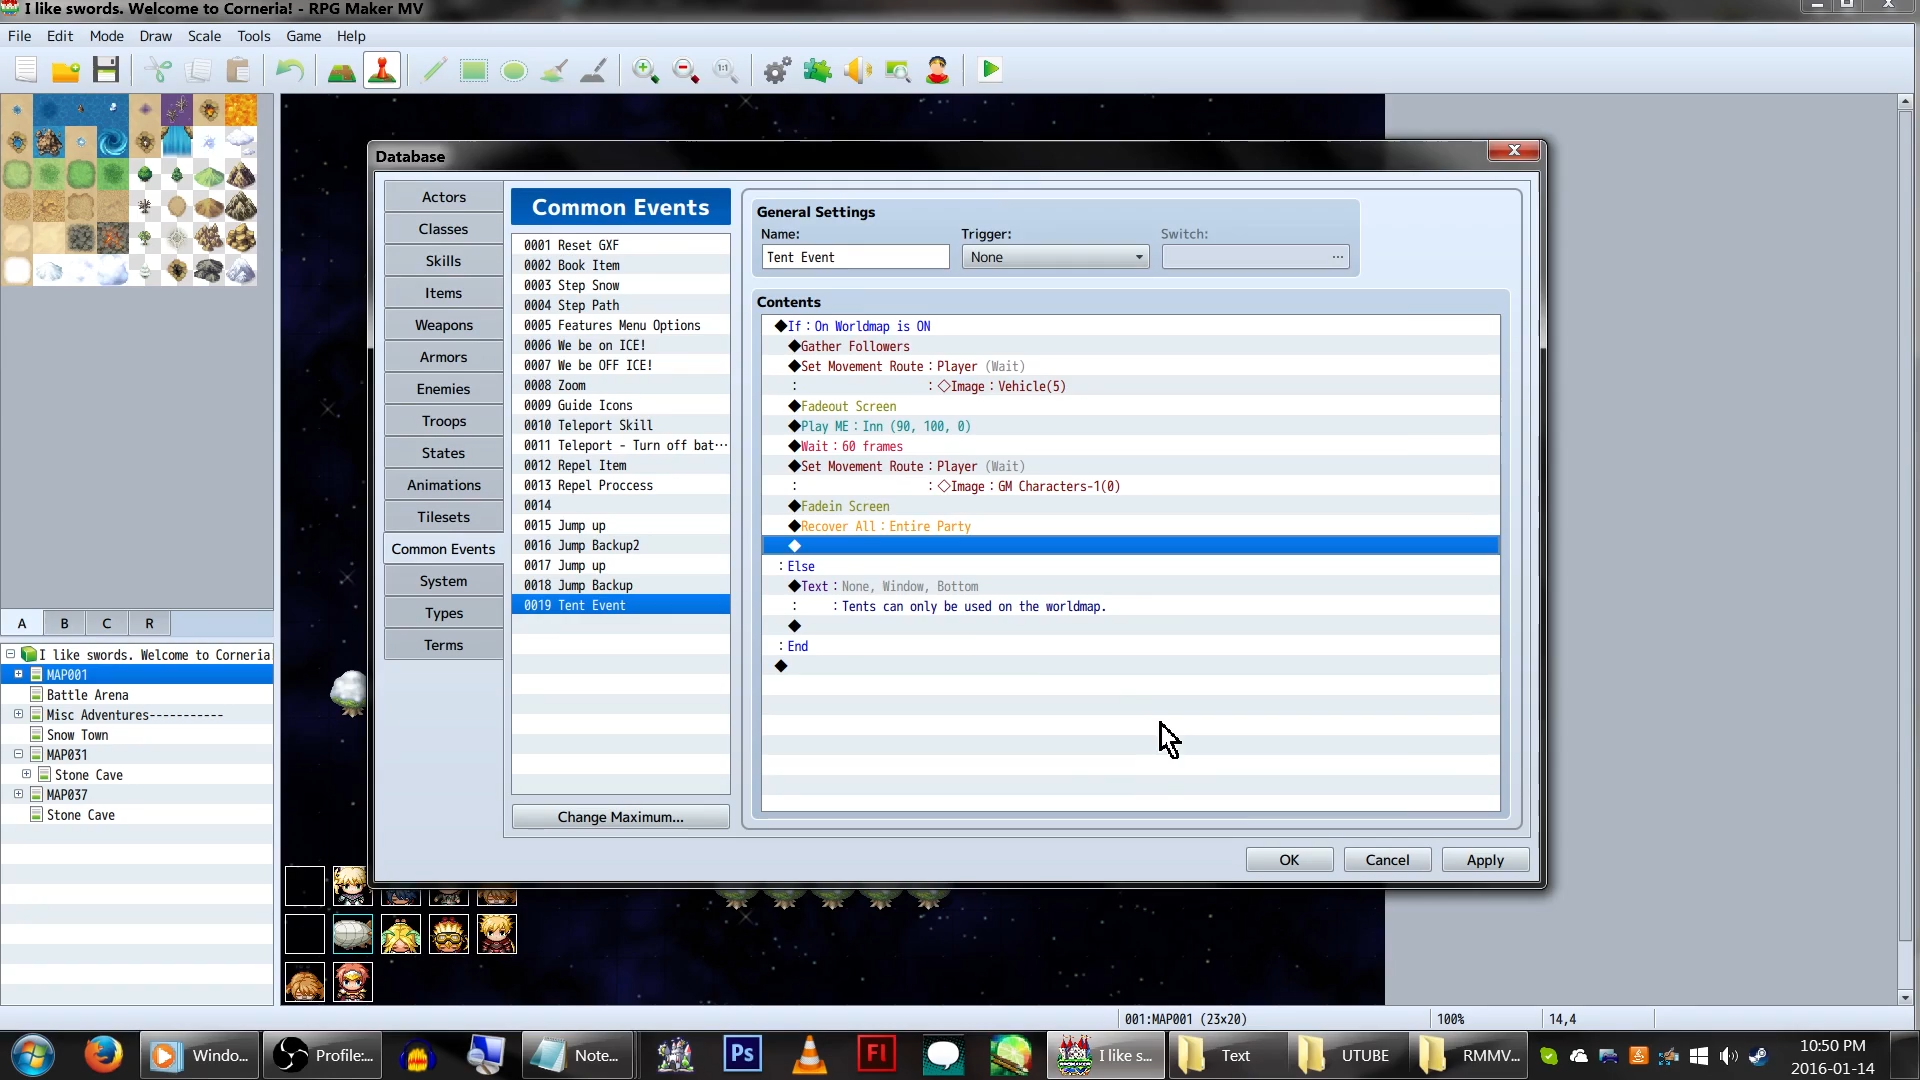 I like swords. Welcome to Corneria! - RPG Maker MV
File Edit Mode Draw Scale Tools Game Help
1:1
Database
Actors
Classes
Skills
Items
Weapons
Armors
Enemies
Troops
States
Animations
Tilesets
Common Events
System
Types
Terms
Common Events
0001 Reset GXF
0002 Book Item
0003 Step Snow
0004 Step Path
0005 Features Menu Options
0006 We be on ICE!
0007 We be OFF ICE!
0008 Zoom
0009 Guide Icons
0010 Teleport Skill
0011 Teleport - Turn off bat…
0012 Repel Item
0013 Repel Proccess
0014
0015 Jump up
0016 Jump Backup2
0017 Jump up
0018 Jump Backup
0019 Tent Event
Change Maximum...
General Settings
Name: Trigger: Switch:
Tent Event None ...
Contents
◆If：On Worldmap is ON
◆Gather Followers
◆Set Movement Route：Player (Wait)
: ：◇Image：Vehicle(5)
◆Fadeout Screen
◆Play ME：Inn (90, 100, 0)
◆Wait：60 frames
◆Set Movement Route：Player (Wait)
: ：◇Image：GM Characters-1(0)
◆Fadein Screen
◆Recover All：Entire Party
◆
：Else
◆Text：None, Window, Bottom
: ：Tents can only be used on the worldmap.
◆
：End
◆
OK Cancel Apply
A B C R
I like swords. Welcome to Corneria
MAP001
Battle Arena
Misc Adventures-----------
Snow Town
MAP031
Stone Cave
MAP037
Stone Cave
001:MAP001 (23x20) 100% 14,4
Windo... Profile:... Note... Ps Fl I like s... Text UTUBE RMMV...
10:50 PM
2016-01-14